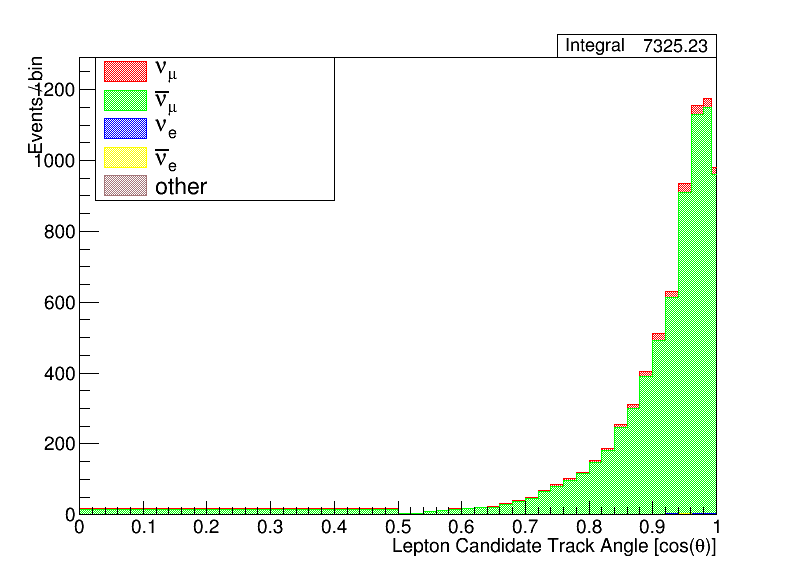 Integral 7325.23
Events / bin
1200
1000
800
600
400
200
0
ν_μ
ν̅_μ
ν_e
ν̅_e
other
0 0.1 0.2 0.3 0.4 0.5 0.6 0.7 0.8 0.9 1
Lepton Candidate Track Angle [cos(θ)]